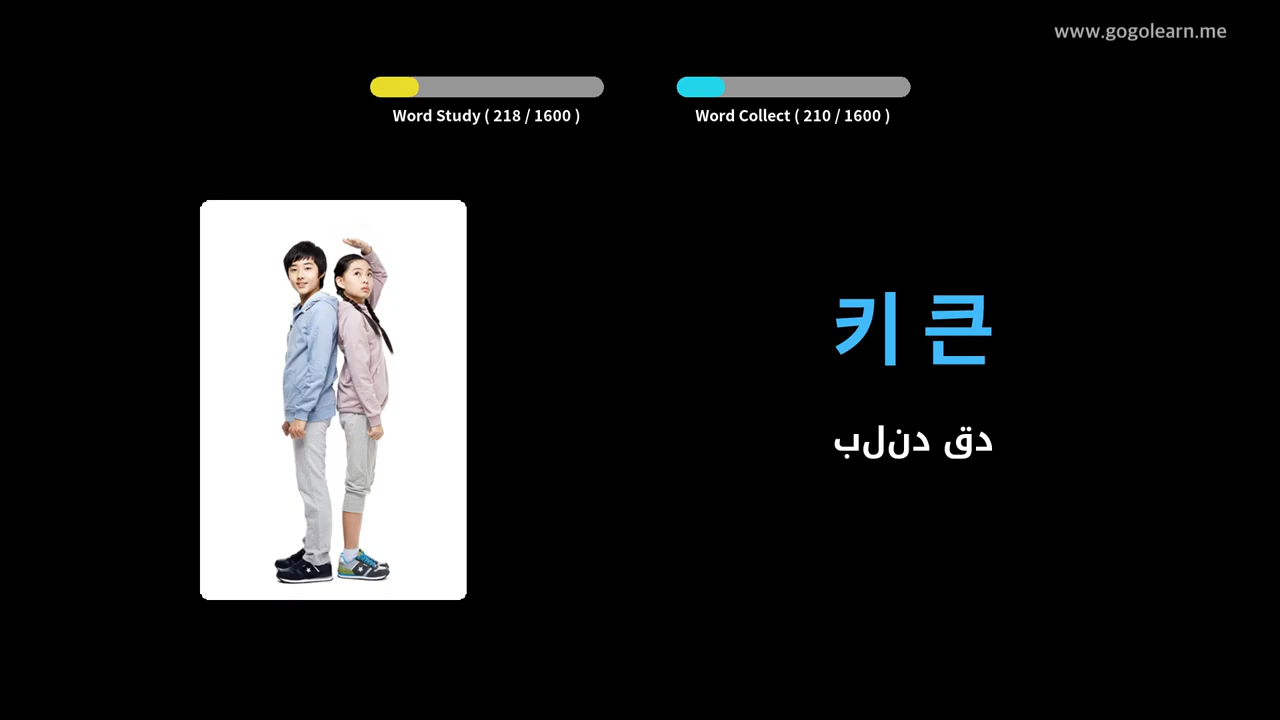 www.gogolearn.me
Word Study ( 218 / 1600 )
Word Collect ( 210 / 1600 )
키 큰
دق دنلب